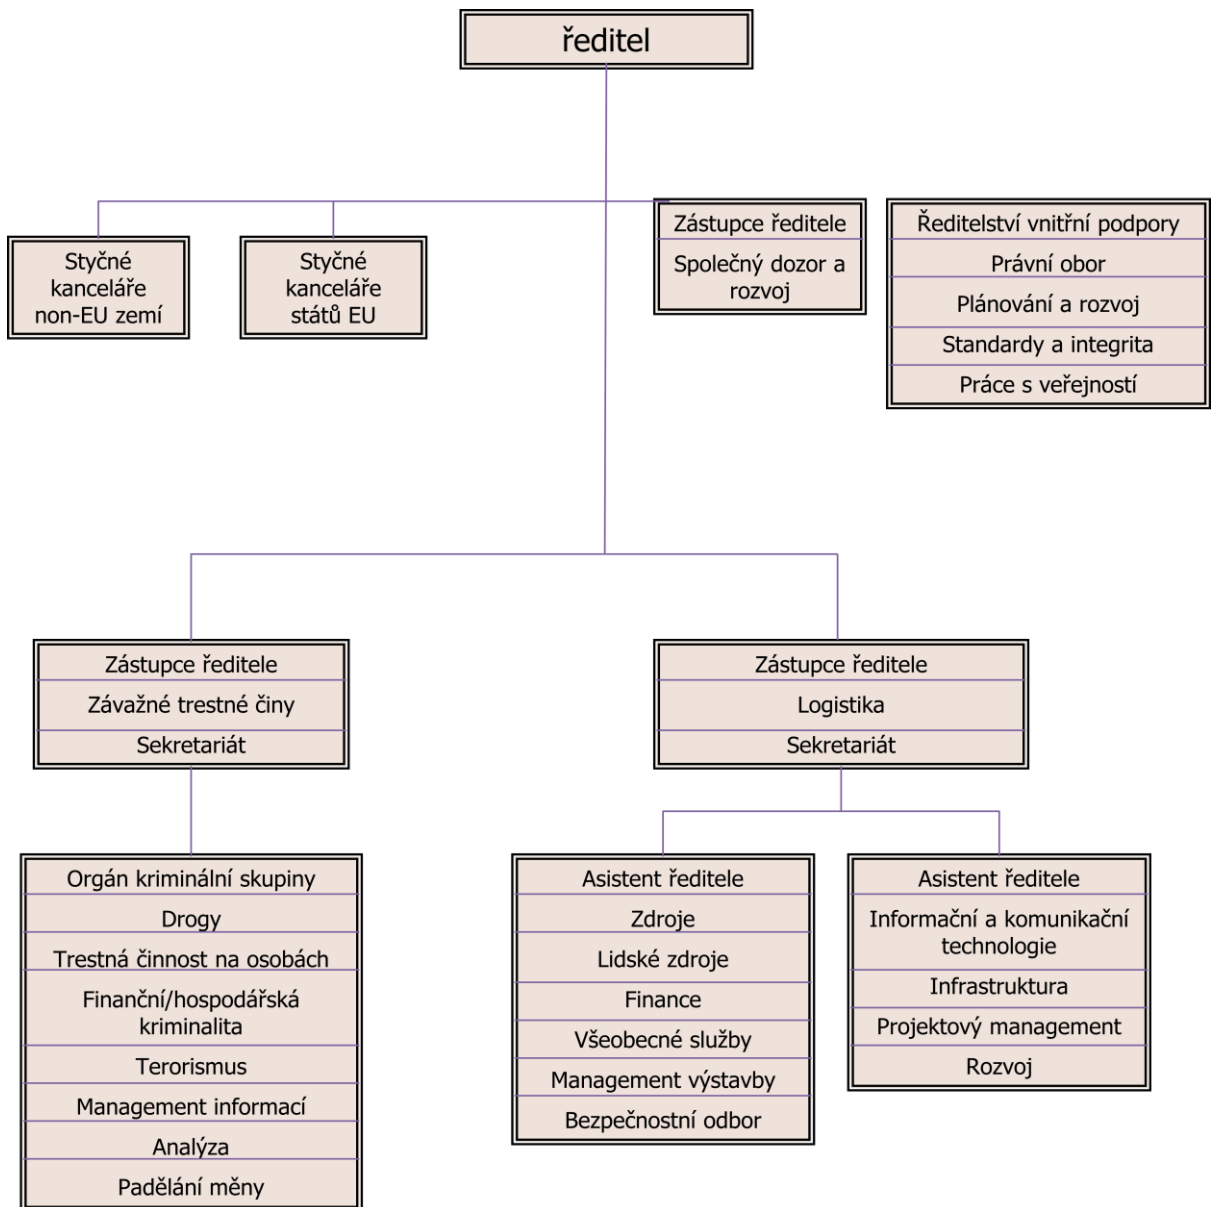 ředitel
Styčné
kanceláře
non-EU zemí
Styčné
kanceláře
států EU
Zástupce ředitele
Společný dozor a
rozvoj
Ředitelství vnitřní podpory
Právní obor
Plánování a rozvoj
Standardy a integrita
Práce s veřejností
Zástupce ředitele
Závažné trestné činy
Sekretariát
Zástupce ředitele
Logistika
Sekretariát
Orgán kriminální skupiny
Drogy
Trestná činnost na osobách
Finanční/hospodářská
kriminalita
Terorismus
Management informací
Analýza
Padělání měny
Asistent ředitele
Zdroje
Lidské zdroje
Finance
Všeobecné služby
Management výstavby
Bezpečnostní odbor
Asistent ředitele
Informační a komunikační
technologie
Infrastruktura
Projektový management
Rozvoj